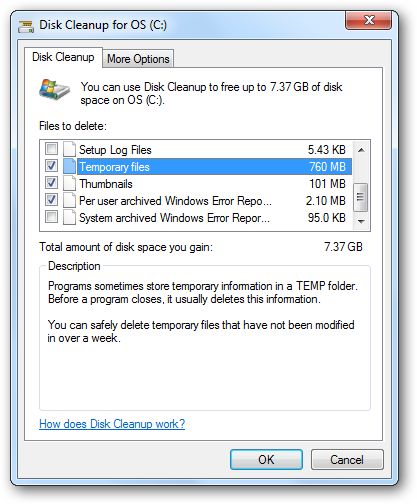 Disk Cleanup for OS (C:)
Disk Cleanup
More Options
You can use Disk Cleanup to free up to 7.37 GB of disk
space on OS (C:).
Files to delete:
Setup Log Files 5.43 KB
Temporary files 760 MB
Thumbnails 101 MB
Per user archived Windows Error Repo... 2.10 MB
System archived Windows Error Repor... 95.0 KB
Total amount of disk space you gain: 7.37 GB
Description
Programs sometimes store temporary information in a TEMP folder.
Before a program closes, it usually deletes this information.
You can safely delete temporary files that have not been modified
in over a week.
How does Disk Cleanup work?
OK
Cancel